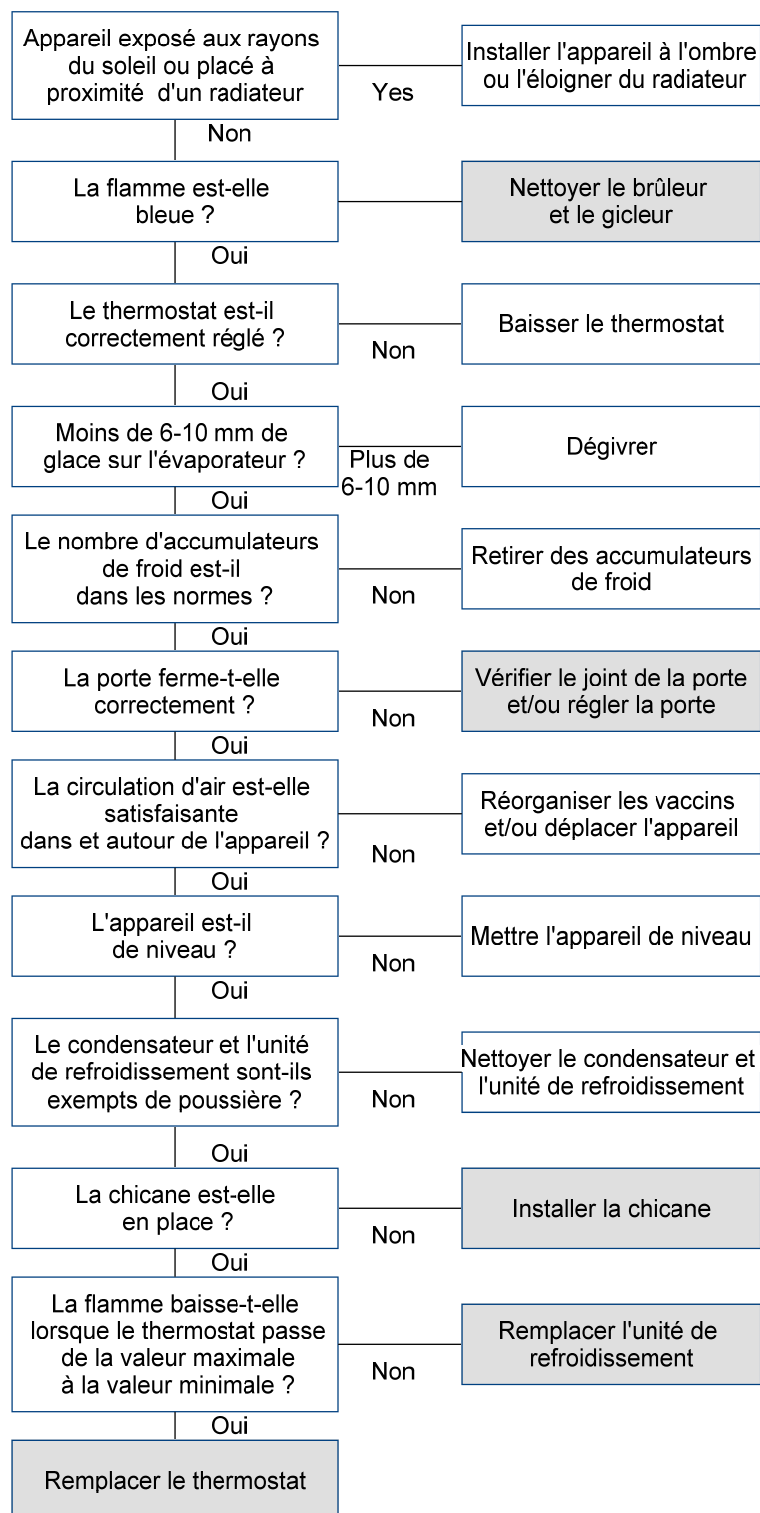 Appareil exposé aux rayons
du soleil ou placé à
proximité d'un radiateur
Yes
Installer l'appareil à l'ombre
ou l'éloigner du radiateur
Non
La flamme est-elle
bleue ?
Nettoyer le brûleur
et le gicleur
Oui
Le thermostat est-il
correctement réglé ?
Non
Baisser le thermostat
Oui
Moins de 6-10 mm de
glace sur l'évaporateur ?
Plus de
6-10 mm
Dégivrer
Oui
Le nombre d'accumulateurs
de froid est-il
dans les normes ?
Non
Retirer des accumulateurs
de froid
Oui
La porte ferme-t-elle
correctement ?
Non
Vérifier le joint de la porte
et/ou régler la porte
Oui
La circulation d'air est-elle
satisfaisante
dans et autour de l'appareil ?
Non
Réorganiser les vaccins
et/ou déplacer l'appareil
Oui
L'appareil est-il
de niveau ?
Non
Mettre l'appareil de niveau
Oui
Le condensateur et l'unité
de refroidissement sont-ils
exempts de poussière ?
Non
Nettoyer le condensateur et
l'unité de refroidissement
Oui
La chicane est-elle
en place ?
Non
Installer la chicane
Oui
La flamme baisse-t-elle
lorsque le thermostat passe
de la valeur maximale
à la valeur minimale ?
Non
Remplacer l'unité de
refroidissement
Oui
Remplacer le thermostat